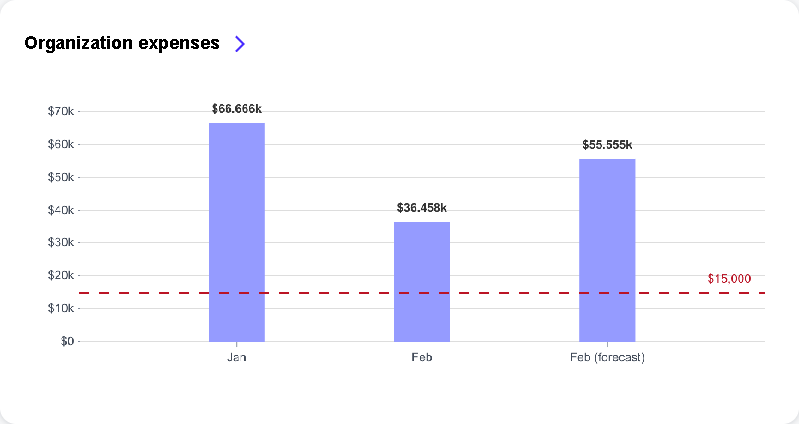 Organization expenses
$70k
$66.666k
$60k
$55.555k
$50k
$40k
$36.458k
$30k
$20k
$15,000
$10k
$0
Jan
Feb
Feb (forecast)